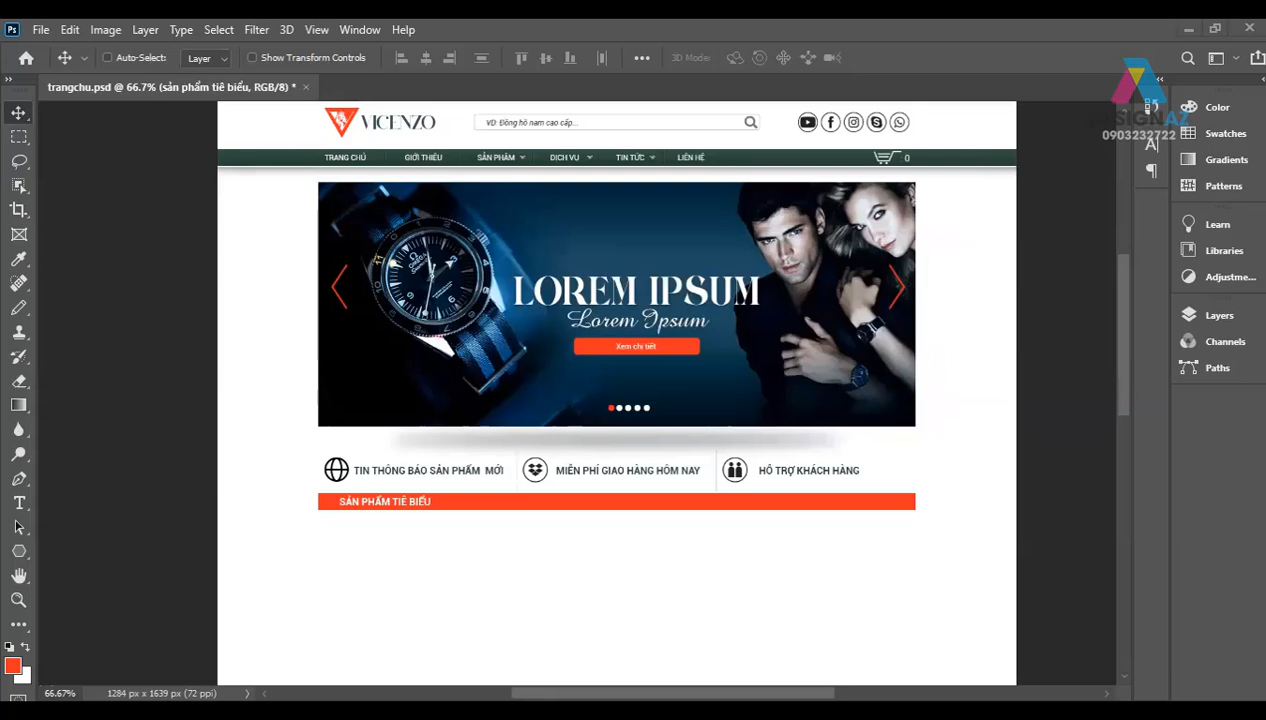 Ps File Edit Image Layer Type Select Filter 3D View Window Help
Auto-Select: Layer Show Transform Controls 3D Mode:
trangchu.psd @ 66.7% (sản phẩm tiê biểu, RGB/8) * ×
VICENZO
VD: Đồng hồ nam cao cấp...
TRANG CHỦ GIỚI THIỆU SẢN PHẨM DỊCH VỤ TIN TỨC LIÊN HỆ 0
LOREM IPSUM
Lorem Ipsum
Xem chi tiết
TIN THÔNG BÁO SẢN PHẨM MỚI
MIỄN PHÍ GIAO HÀNG HÔM NAY
HỖ TRỢ KHÁCH HÀNG
SẢN PHẨM TIÊ BIỂU
AZ
0903232722
Color
Swatches
Gradients
Patterns
Learn
Libraries
Adjustme...
Layers
Channels
Paths
66.67% 1284 px x 1639 px (72 ppi)